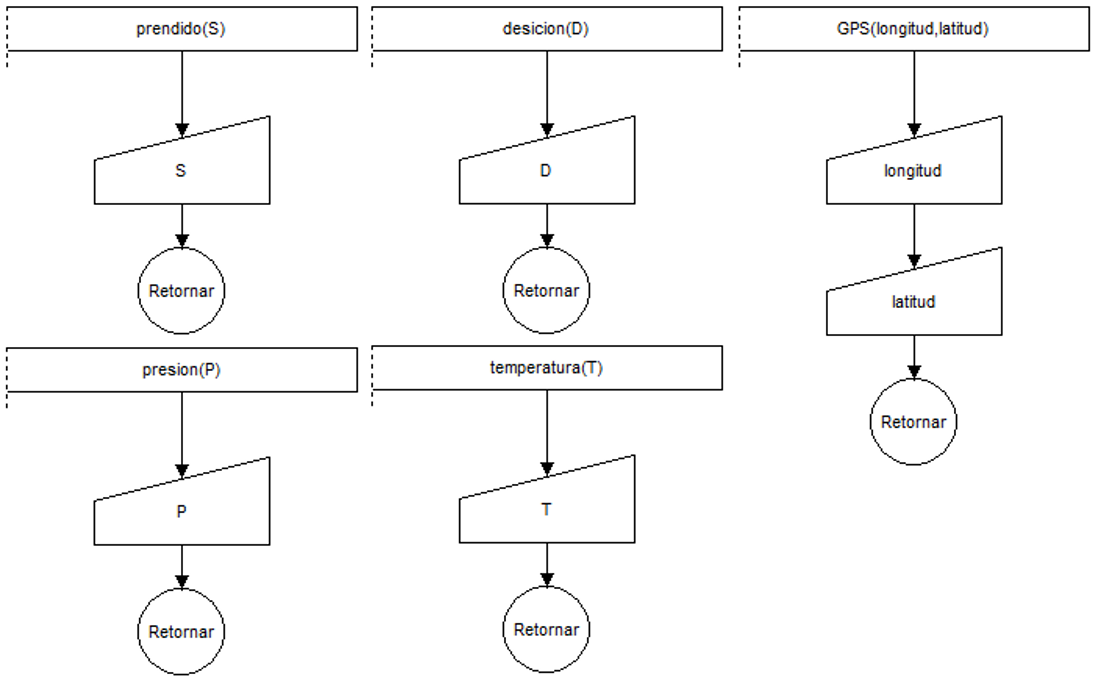 prendido(S)
S
Retornar
desicion(D)
D
Retornar
GPS(longitud,latitud)
longitud
latitud
Retornar
presion(P)
P
Retornar
temperatura(T)
T
Retornar